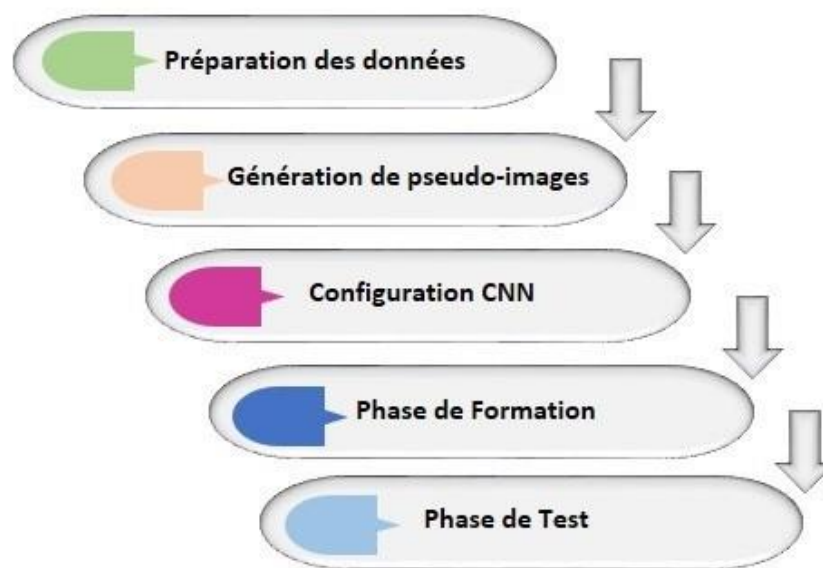 Préparation des données
Génération de pseudo-images
Configuration CNN
Phase de Formation
Phase de Test